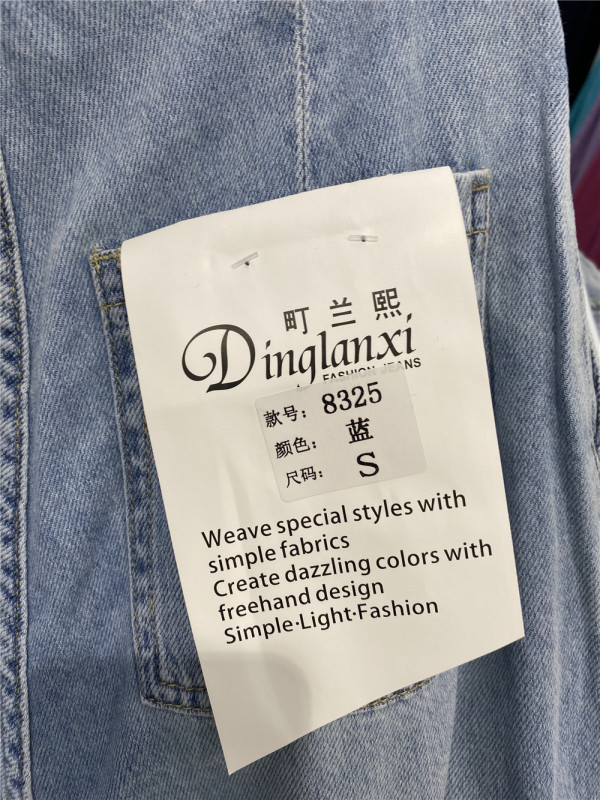 町兰熙
Dinglanxi
FASHION JEANS
款号: 8325
颜色: 蓝
尺码: S
Weave special styles with
simple fabrics
Create dazzling colors with
freehand design
Simple·Light·Fashion